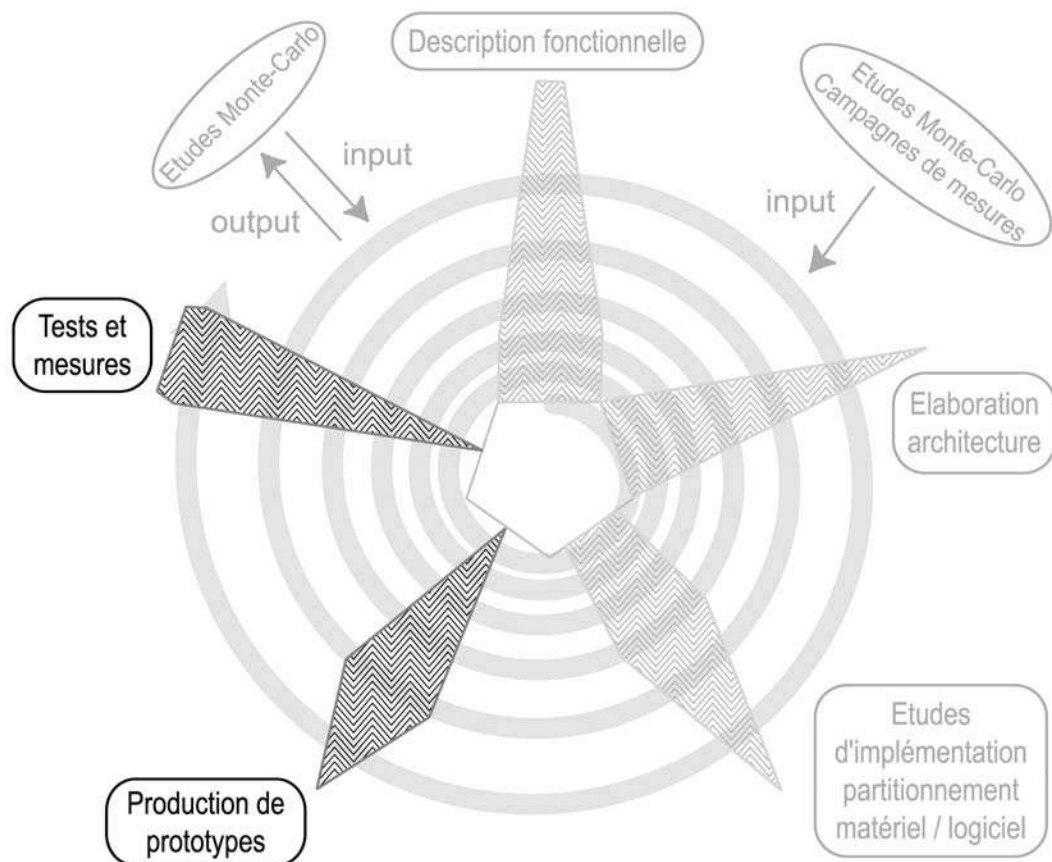 Description fonctionnelle
Etudes Monte-Carlo
input
output
Etudes Monte-Carlo
Campagnes de mesures
input
Tests et
mesures
Elaboration
architecture
Etudes
d'implémentation
partitionnement
matériel / logiciel
Production de
prototypes